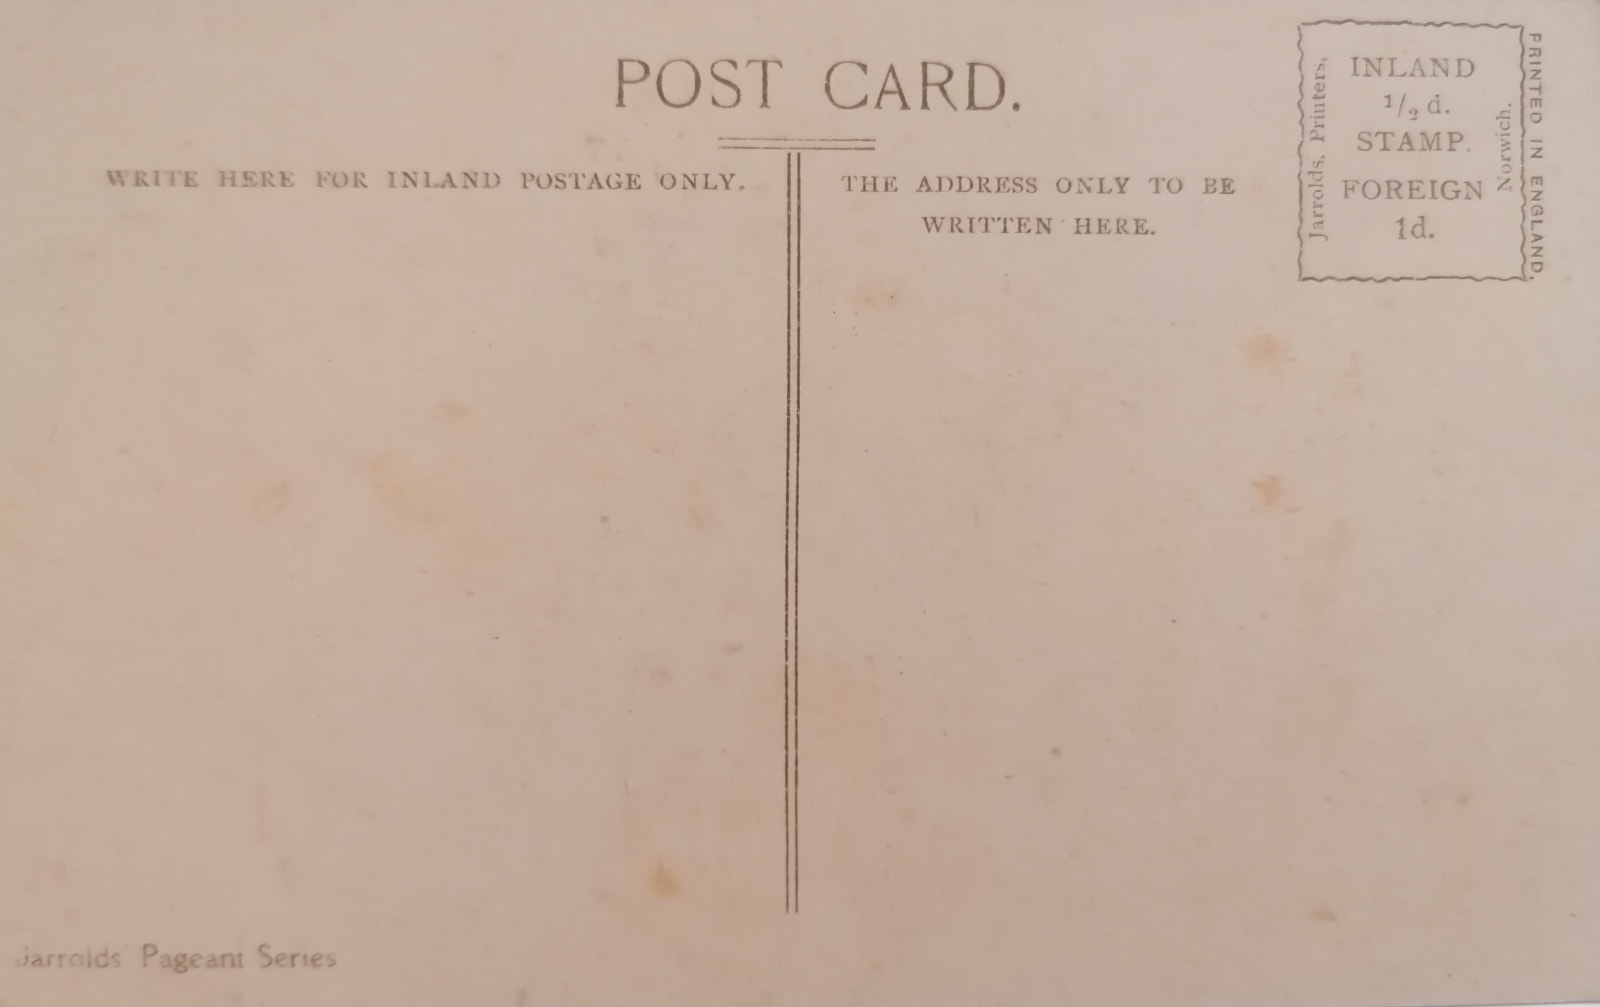 POST CARD.
WRITE HERE FOR INLAND POSTAGE ONLY.
THE ADDRESS ONLY TO BE
WRITTEN HERE.
Jarrolds, Printers,
INLAND
1/2 d.
STAMP.
FOREIGN
1d.
Norwich.
PRINTED IN ENGLAND.
Jarrolds' Pageant Series